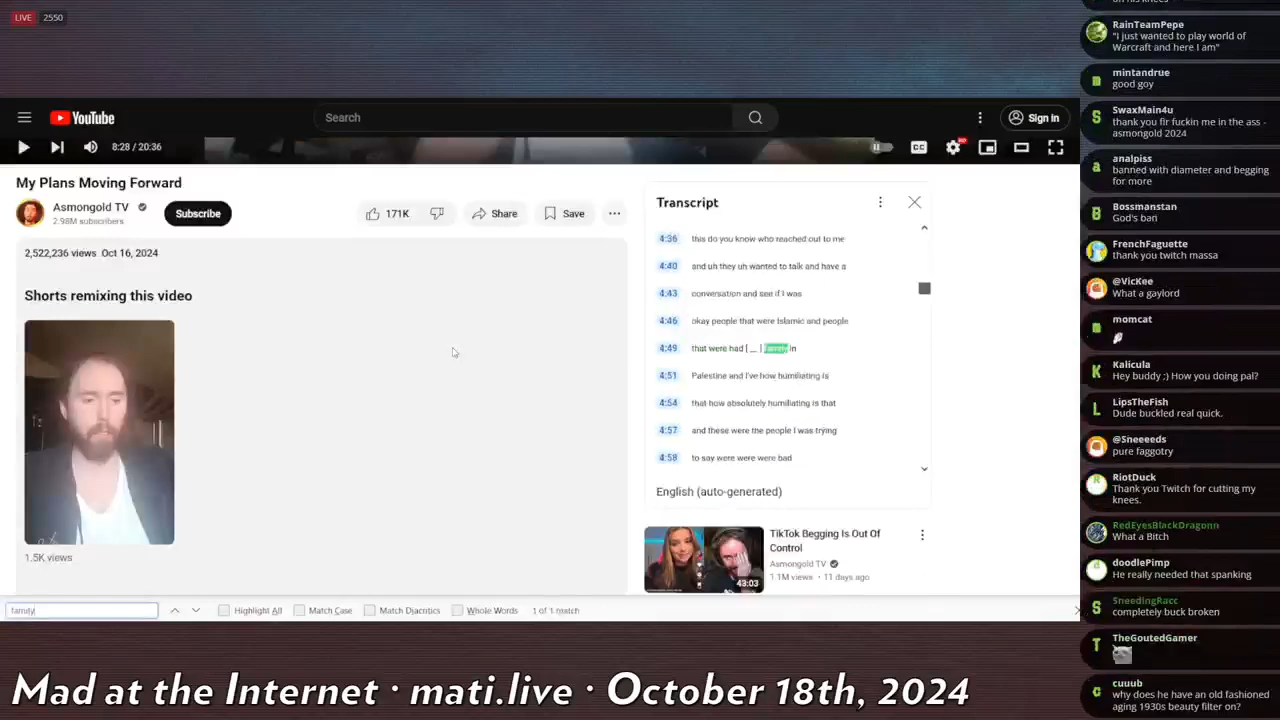 LIVE 2550
YouTube
Search
Sign in
8:28 / 20:36
CC
HD
My Plans Moving Forward
Asmongold TV
2.98M subscribers
Subscribe
171K
Share
Save
2,522,236 views Oct 16, 2024
Shorts remixing this video
1.5K views
Transcript
4:36 this do you know who reached out to me
4:40 and uh they uh wanted to talk and have a
4:43 conversation and see if I was
4:46 okay people that were Islamic and people
4:49 that were had [ __ ] family in
4:51 Palestine and I've how humiliating is
4:54 that how absolutely humiliating is that
4:57 and these were the people I was trying
4:58 to say were were were bad
English (auto-generated)
43:03
TikTok Begging Is Out Of
Control
Asmongold TV
1.1M views • 11 days ago
family
Highlight All
Match Case
Match Diacritics
Whole Words
1 of 1 match
Mad at the Internet · mati.live · October 18th, 2024
RainTeamPepe
"I just wanted to play world of
Warcraft and here I am"
mintandrue
good goy
SwaxMain4u
thank you flr fuckin me in the ass -
asmongold 2024
analpiss
banned with diameter and begging
for more
Bossmanstan
God's ban
FrenchFaguette
thank you twitch massa
@VicKee
What a gaylord
momcat
Kalicula
Hey buddy ;) How you doing pal?
LipsTheFish
Dude buckled real quick.
@Sneeeeds
pure faggotry
RiotDuck
Thank you Twitch for cutting my
knees.
RedEyesBlackDragonn
What a Bitch
doodlePimp
He really needed that spanking
SneedingRacc
completely buck broken
TheGoutedGamer
cuuub
why does he have an old fashioned
aging 1930s beauty filter on?